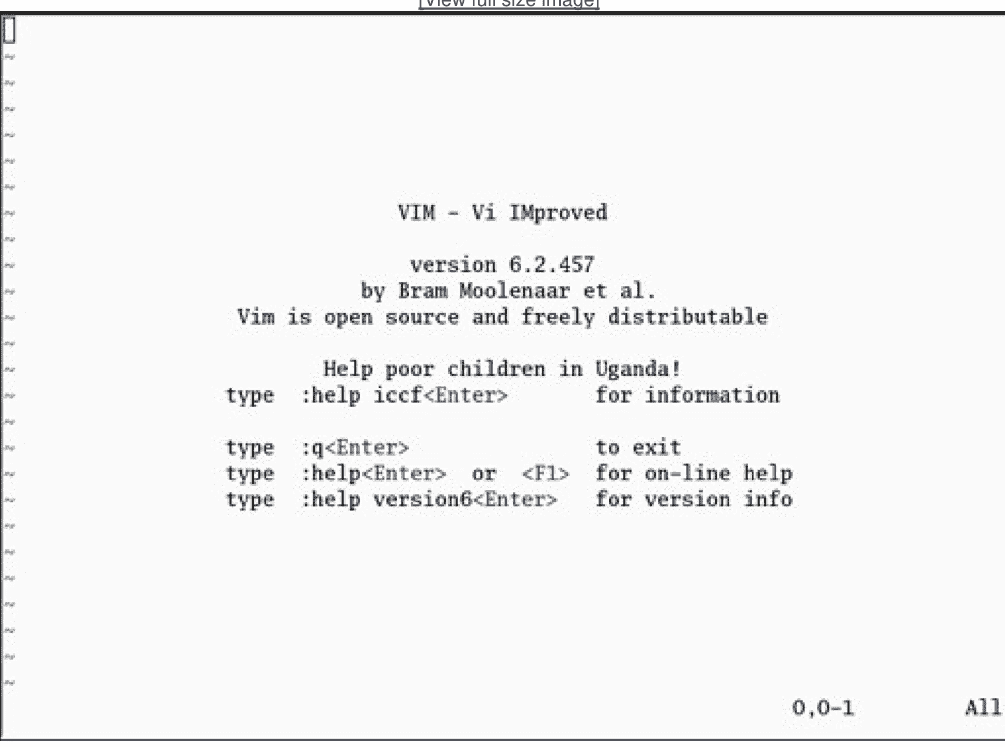 [View full size image]
~
~
~
~
~
~
~ VIM - Vi IMproved
~
~ version 6.2.457
~ by Bram Moolenaar et al.
~ Vim is open source and freely distributable
~
~ Help poor children in Uganda!
~ type :help iccf<Enter> for information
~
~ type :q<Enter> to exit
~ type :help<Enter> or <F1> for on-line help
~ type :help version6<Enter> for version info
~
~
~
~
~
~
~
0,0-1 All